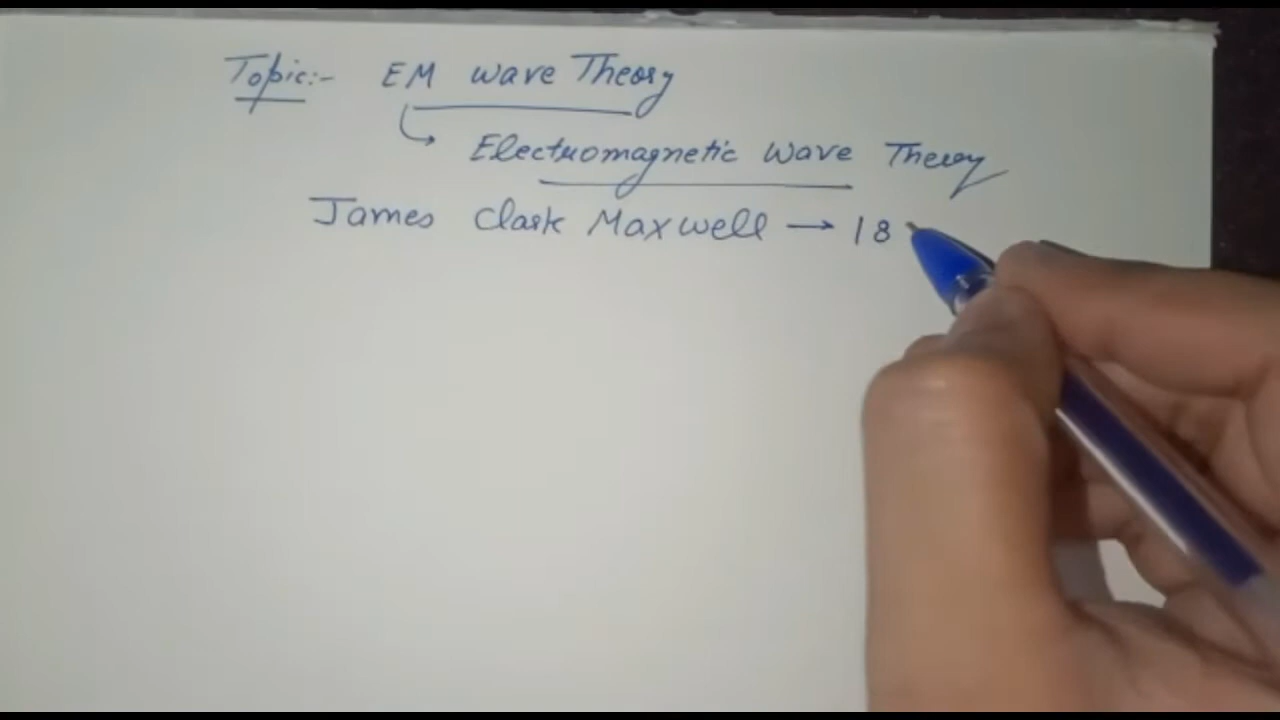 Topic:- EM wave Theory
Electromagnetic wave Theory
James Clark Maxwell → 18